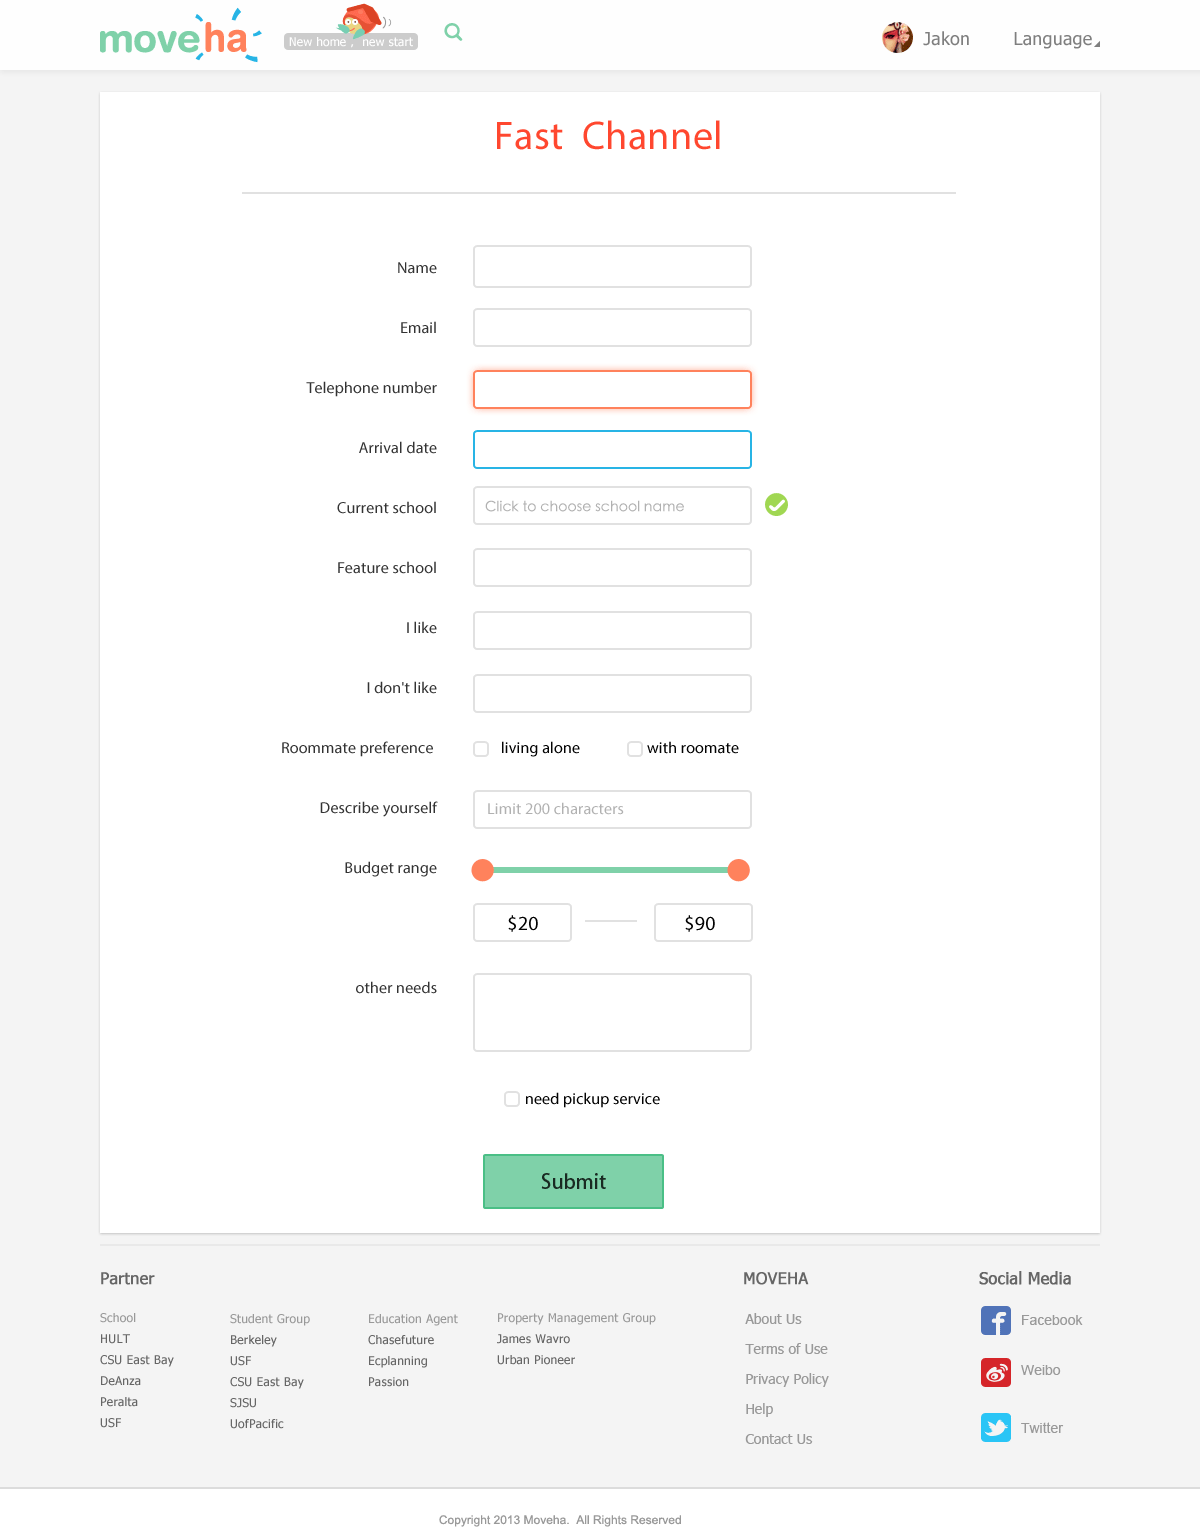 moveha
New home , new start
Jakon
Language
Fast Channel
Name
Email
Telephone number
Arrival date
Current school
Click to choose school name
Feature school
I like
I don't like
Roommate preference
living alone
with roomate
Describe yourself
Limit 200 characters
Budget range
$20
$90
other needs
need pickup service
Submit
Partner
School
HULT
CSU East Bay
DeAnza
Peralta
USF
Student Group
Berkeley
USF
CSU East Bay
SJSU
UofPacific
Education Agent
Chasefuture
Ecplanning
Passion
Property Management Group
James Wavro
Urban Pioneer
MOVEHA
About Us
Terms of Use
Privacy Policy
Help
Contact Us
Social Media
Facebook
Weibo
Twitter
Copyright 2013 Moveha. All Rights Reserved